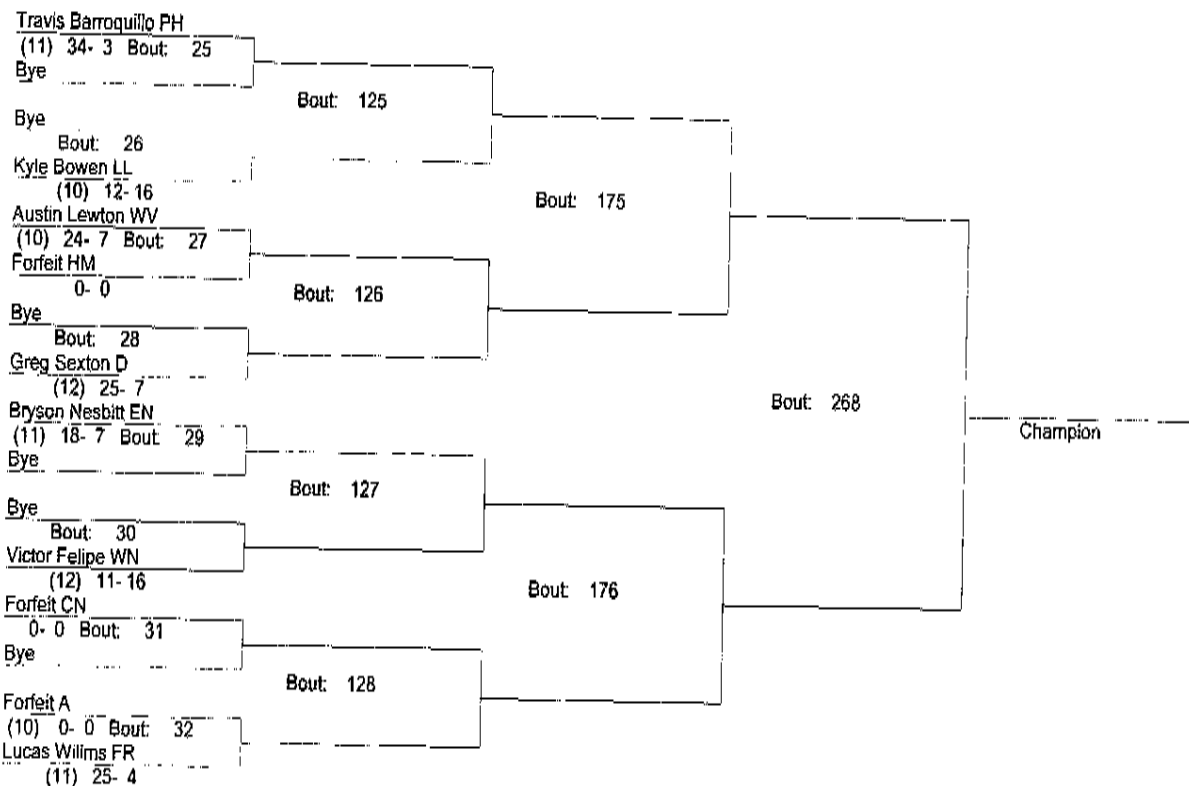 Travis Barroquillo PH
(11) 34- 3 Bout: 25
Bye
Bout: 125
Bye
Bout: 26
Kyle Bowen LL
(10) 12- 16
Bout: 175
Austin Lewton WV
(10) 24- 7 Bout: 27
Forfeit HM
0- 0
Bout: 126
Bye
Bout: 28
Greg Sexton D
(12) 25- 7
Bout: 268
Champion
Bryson Nesbitt EN
(11) 18- 7 Bout: 29
Bye
Bout: 127
Bye
Bout: 30
Victor Felipe WN
(12) 11- 16
Bout: 176
Forfeit CN
0- 0 Bout: 31
Bye
Bout: 128
Forfeit A
(10) 0- 0 Bout: 32
Lucas Willms FR
(11) 25- 4